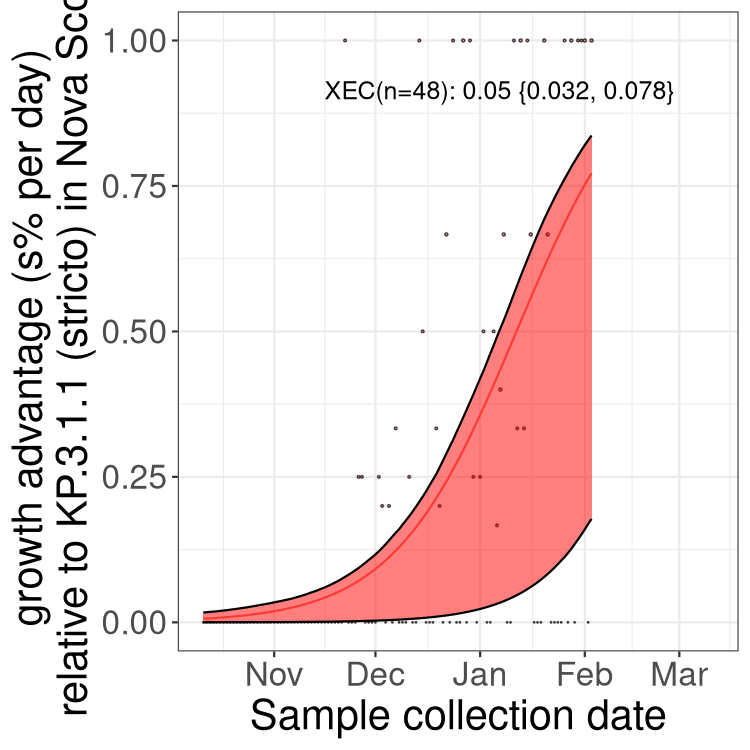 growth advantage (s% per day)
relative to KP.3.1.1 (stricto) in Nova Sco
1.00
0.75
0.50
0.25
0.00
XEC(n=48): 0.05 {0.032, 0.078}
Nov Dec Jan Feb Mar
Sample collection date